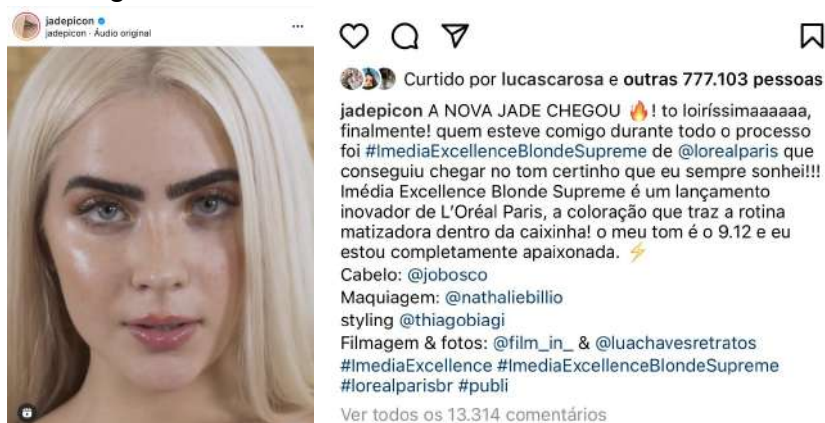 jadepicon
jadepicon · Áudio original
Curtido por lucascarosa e outras 777.103 pessoas
jadepicon A NOVA JADE CHEGOU 🔥! to loiríssimaaaaaa,
finalmente! quem esteve comigo durante todo o processo
foi #ImediaExcellenceBlondeSupreme de @lorealparis que
conseguiu chegar no tom certinho que eu sempre sonhei!!!
Imédia Excellence Blonde Supreme é um lançamento
inovador de L'Oréal Paris, a coloração que traz a rotina
matizadora dentro da caixinha! o meu tom é o 9.12 e eu
estou completamente apaixonada. ⚡
Cabelo: @jobosco
Maquiagem: @nathaliebillio
styling @thiagobiagi
Filmagem & fotos: @film_in_ & @luachavesretratos
#ImediaExcellence #ImediaExcellenceBlondeSupreme
#lorealparisbr #publi
Ver todos os 13.314 comentários